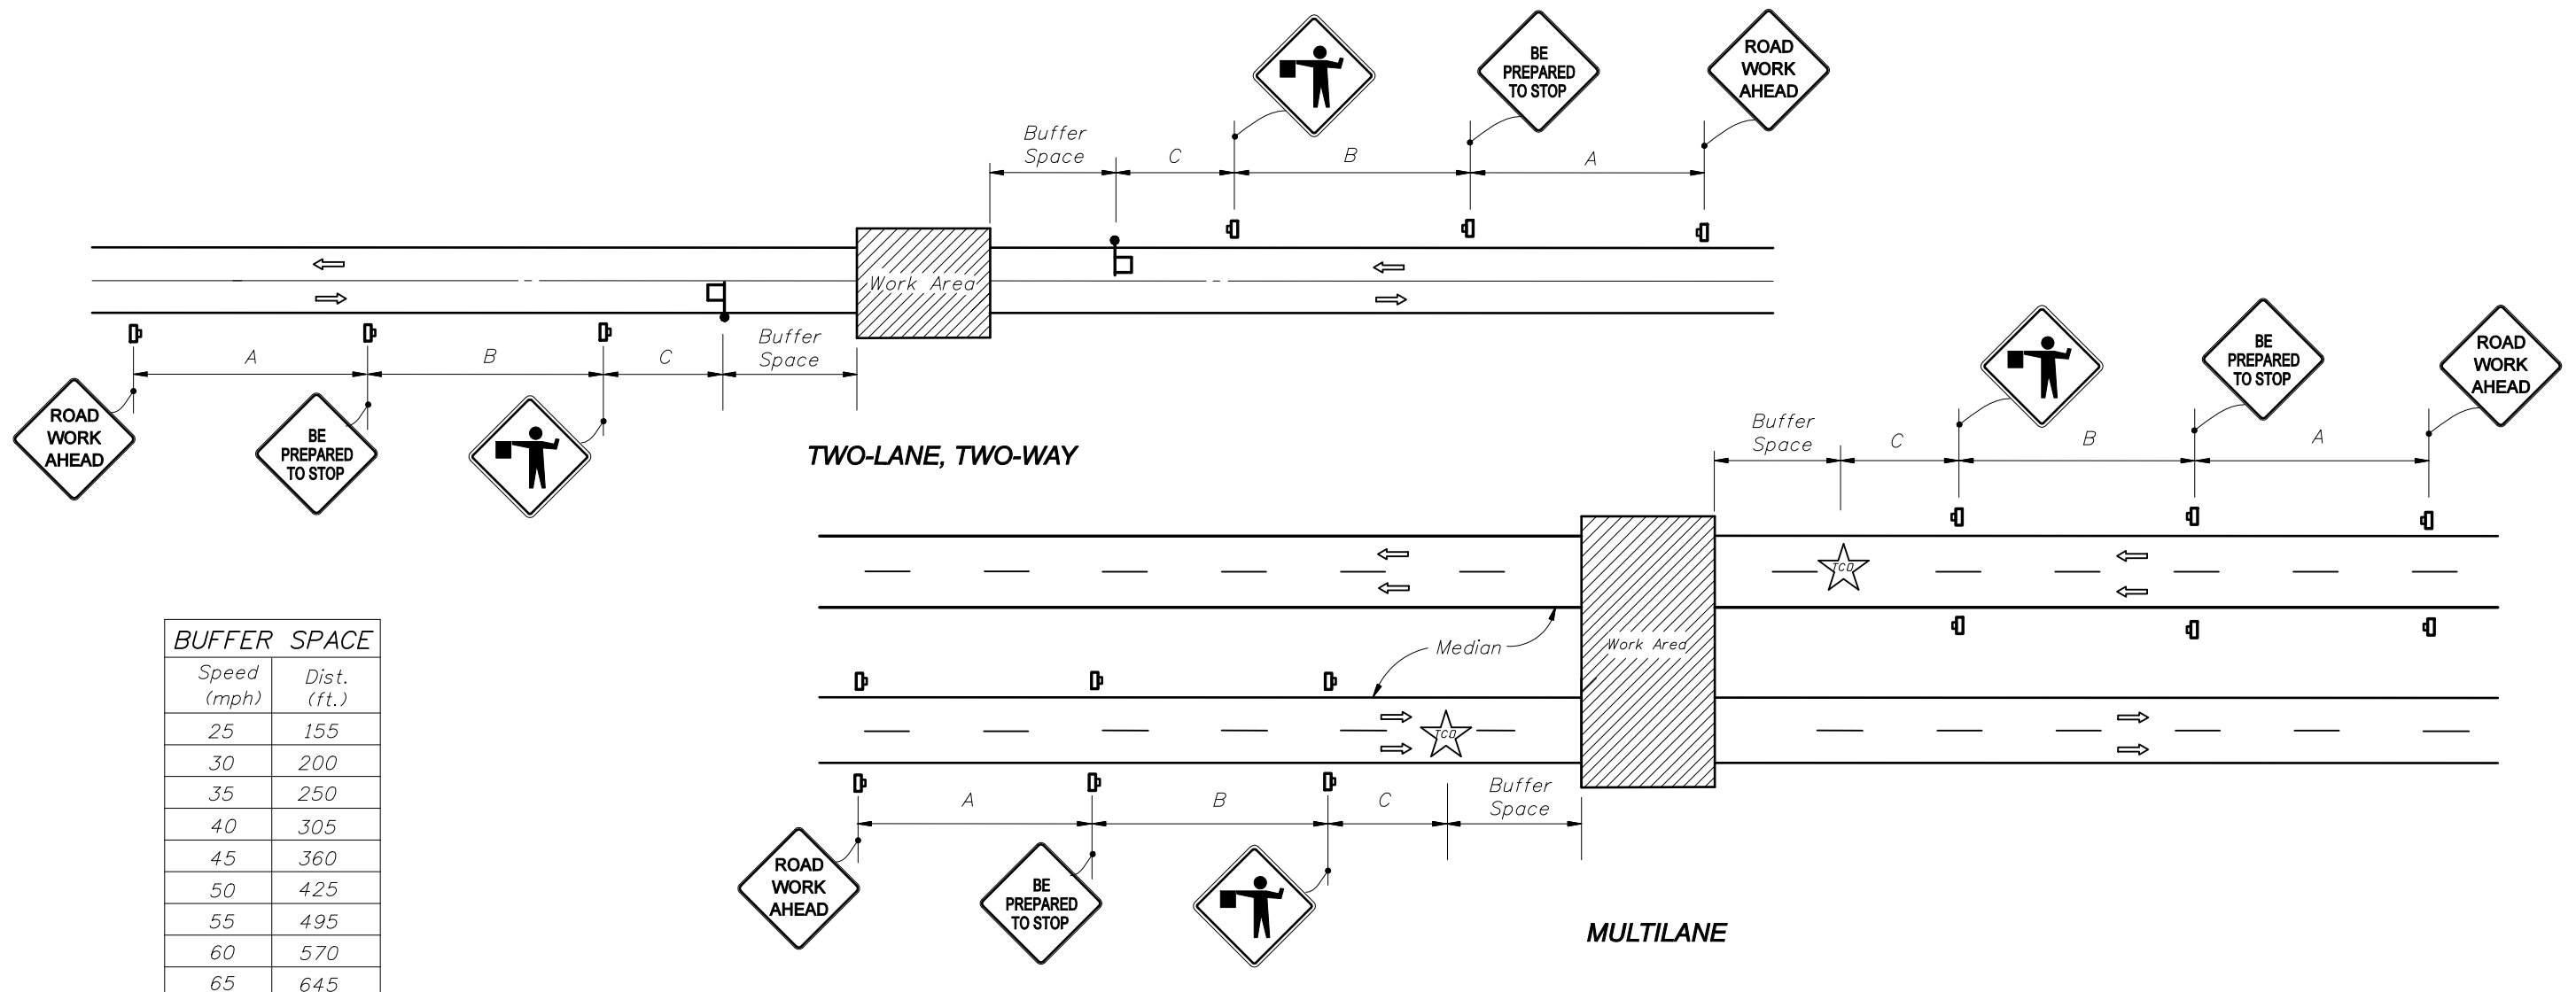 BE
PREPARED
TO STOP
ROAD
WORK
AHEAD
Buffer
Space
C
B
A
Work Area
A
B
C
Buffer
Space
ROAD
WORK
AHEAD
BE
PREPARED
TO STOP
TWO-LANE, TWO-WAY
BE
PREPARED
TO STOP
ROAD
WORK
AHEAD
Buffer
Space
C
B
A
TCO
Median
Work Area
TCO
A
B
C
Buffer
Space
ROAD
WORK
AHEAD
BE
PREPARED
TO STOP
MULTILANE
BUFFER SPACE
Speed (mph) Dist. (ft.)
25 155
30 200
35 250
40 305
45 360
50 425
55 495
60 570
65 645